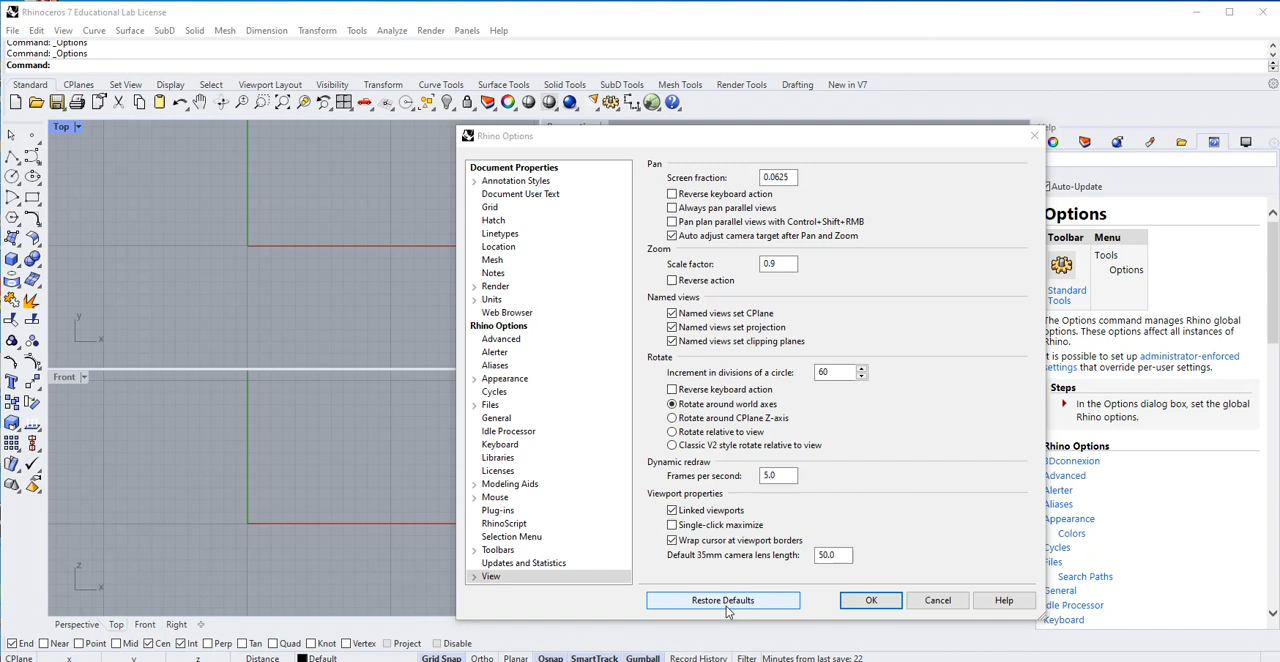 Rhinoceros 7 Educational Lab License
File Edit View Curve Surface SubD Solid Mesh Dimension Transform Tools Analyze Render Panels Help
Command: _Options
Command: _Options
Command:
Standard CPlanes Set View Display Select Viewport Layout Visibility Transform Curve Tools Surface Tools Solid Tools SubD Tools Mesh Tools Render Tools Drafting New in V7
Top
y
x
Front
z
x
Rhino Options
Document Properties
Annotation Styles
Document User Text
Grid
Hatch
Linetypes
Location
Mesh
Notes
Render
Units
Web Browser
Rhino Options
Advanced
Alerter
Aliases
Appearance
Cycles
Files
General
Idle Processor
Keyboard
Libraries
Licenses
Modeling Aids
Mouse
Plug-ins
RhinoScript
Selection Menu
Toolbars
Updates and Statistics
View
Pan
Screen fraction: 0.0625
Reverse keyboard action
Always pan parallel views
Pan plan parallel views with Control+Shift+RMB
Auto adjust camera target after Pan and Zoom
Zoom
Scale factor: 0.9
Reverse action
Named views
Named views set CPlane
Named views set projection
Named views set clipping planes
Rotate
Increment in divisions of a circle: 60
Reverse keyboard action
Rotate around world axes
Rotate around CPlane Z-axis
Rotate relative to view
Classic V2 style rotate relative to view
Dynamic redraw
Frames per second: 5.0
Viewport properties
Linked viewports
Single-click maximize
Wrap cursor at viewport borders
Default 35mm camera lens length: 50.0
Restore Defaults OK Cancel Help
elp
Auto-Update
Options
Toolbar Menu
Tools
Options
Standard
Tools
The Options command manages Rhino global
options. These options affect all instances of
Rhino.
It is possible to set up administrator-enforced
settings that override per-user settings.
Steps
In the Options dialog box, set the global
Rhino options.
Rhino Options
3Dconnexion
Advanced
Alerter
Aliases
Appearance
Colors
Cycles
Files
Search Paths
General
Idle Processor
Keyboard
Perspective Top Front Right
End Near Point Mid Cen Int Perp Tan Quad Knot Vertex Project Disable
CPlane x y z Distance Default Grid Snap Ortho Planar Osnap SmartTrack Gumball Record History Filter Minutes from last save: 22